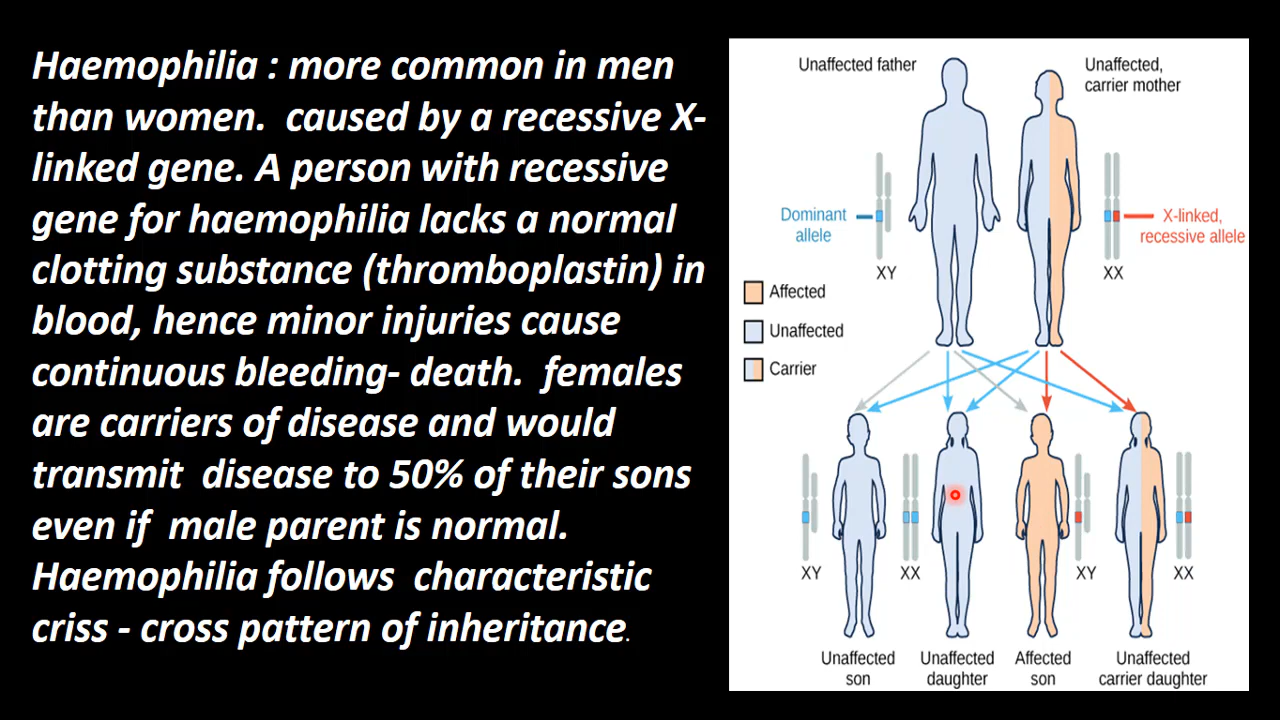 Haemophilia : more common in men
than women. caused by a recessive X-
linked gene. A person with recessive
gene for haemophilia lacks a normal
clotting substance (thromboplastin) in
blood, hence minor injuries cause
continuous bleeding- death. females
are carriers of disease and would
transmit disease to 50% of their sons
even if male parent is normal.
Haemophilia follows characteristic
criss - cross pattern of inheritance.
Unaffected father
Unaffected,
carrier mother
Dominant
allele
XY
X-linked,
recessive allele
XX
Affected
Unaffected
Carrier
XY
XX
XY
XX
Unaffected
son
Unaffected
daughter
Affected
son
Unaffected
carrier daughter